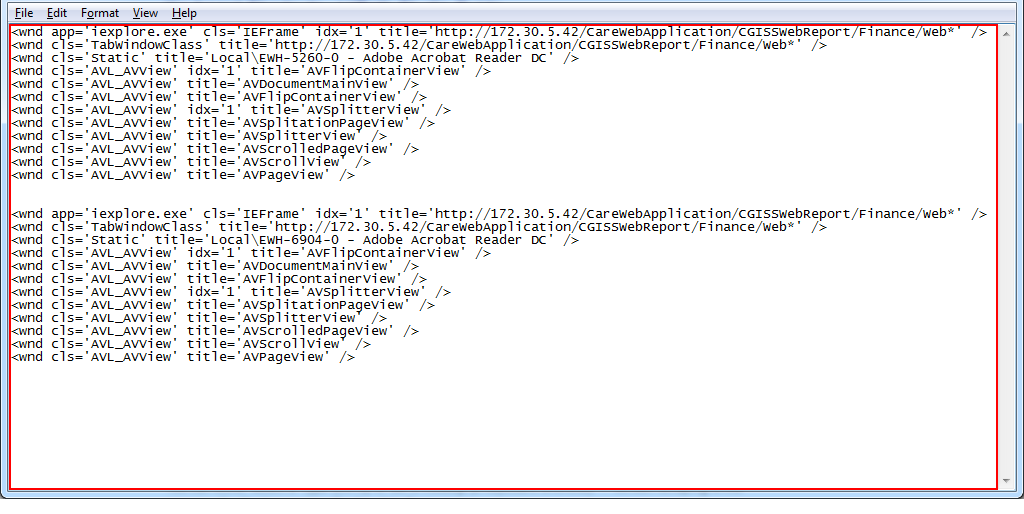 File Edit Format View Help
<wnd app='iexplore.exe' cls='IEFrame' idx='1' title='http://172.30.5.42/CareWebApplication/CGISSWebReport/Finance/Web*' />
<wnd cls='TabWindowClass' title='http://172.30.5.42/CareWebApplication/CGISSWebReport/Finance/Web*' />
<wnd cls='Static' title='Local\EWH-5260-0 - Adobe Acrobat Reader DC' />
<wnd cls='AVL_AVView' idx='1' title='AVFlipContainerView' />
<wnd cls='AVL_AVView' title='AVDocumentMainView' />
<wnd cls='AVL_AVView' title='AVFlipContainerView' />
<wnd cls='AVL_AVView' idx='1' title='AVSplitterView' />
<wnd cls='AVL_AVView' title='AVSplitationPageView' />
<wnd cls='AVL_AVView' title='AVSplitterView' />
<wnd cls='AVL_AVView' title='AVScrolledPageView' />
<wnd cls='AVL_AVView' title='AVScrollView' />
<wnd cls='AVL_AVView' title='AVPageView' />
<wnd app='iexplore.exe' cls='IEFrame' idx='1' title='http://172.30.5.42/CareWebApplication/CGISSWebReport/Finance/Web*' />
<wnd cls='TabWindowClass' title='http://172.30.5.42/CareWebApplication/CGISSWebReport/Finance/Web*' />
<wnd cls='Static' title='Local\EWH-6904-0 - Adobe Acrobat Reader DC' />
<wnd cls='AVL_AVView' idx='1' title='AVFlipContainerView' />
<wnd cls='AVL_AVView' title='AVDocumentMainView' />
<wnd cls='AVL_AVView' title='AVFlipContainerView' />
<wnd cls='AVL_AVView' idx='1' title='AVSplitterView' />
<wnd cls='AVL_AVView' title='AVSplitationPageView' />
<wnd cls='AVL_AVView' title='AVSplitterView' />
<wnd cls='AVL_AVView' title='AVScrolledPageView' />
<wnd cls='AVL_AVView' title='AVScrollView' />
<wnd cls='AVL_AVView' title='AVPageView' />